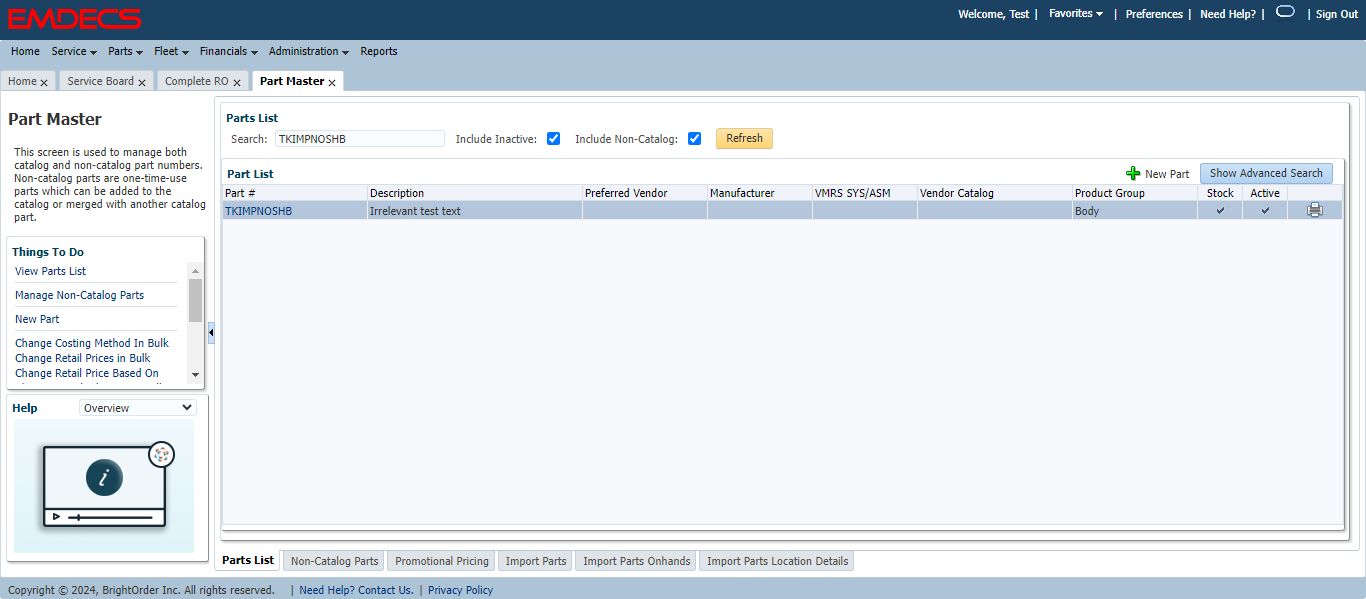 EMDECS
Welcome, Test | Favorites | Preferences | Need Help? | | Sign Out
Home Service Parts Fleet Financials Administration Reports
Home x Service Board x Complete RO x Part Master x
Part Master
This screen is used to manage both
catalog and non-catalog part numbers.
Non-catalog parts are one-time-use
parts which can be added to the
catalog or merged with another catalog
part.
Things To Do
View Parts List
Manage Non-Catalog Parts
New Part
Change Costing Method In Bulk
Change Retail Prices in Bulk
Change Retail Price Based On
Help Overview
i
Parts List
Search: TKIMPNOSHB Include Inactive: Include Non-Catalog: Refresh
Part List New Part Show Advanced Search
Part # Description Preferred Vendor Manufacturer VMRS SYS/ASM Vendor Catalog Product Group Stock Active
TKIMPNOSHB Irrelevant test text Body
Parts List Non-Catalog Parts Promotional Pricing Import Parts Import Parts Onhands Import Parts Location Details
Copyright © 2024, BrightOrder Inc. All rights reserved. | Need Help? Contact Us. | Privacy Policy